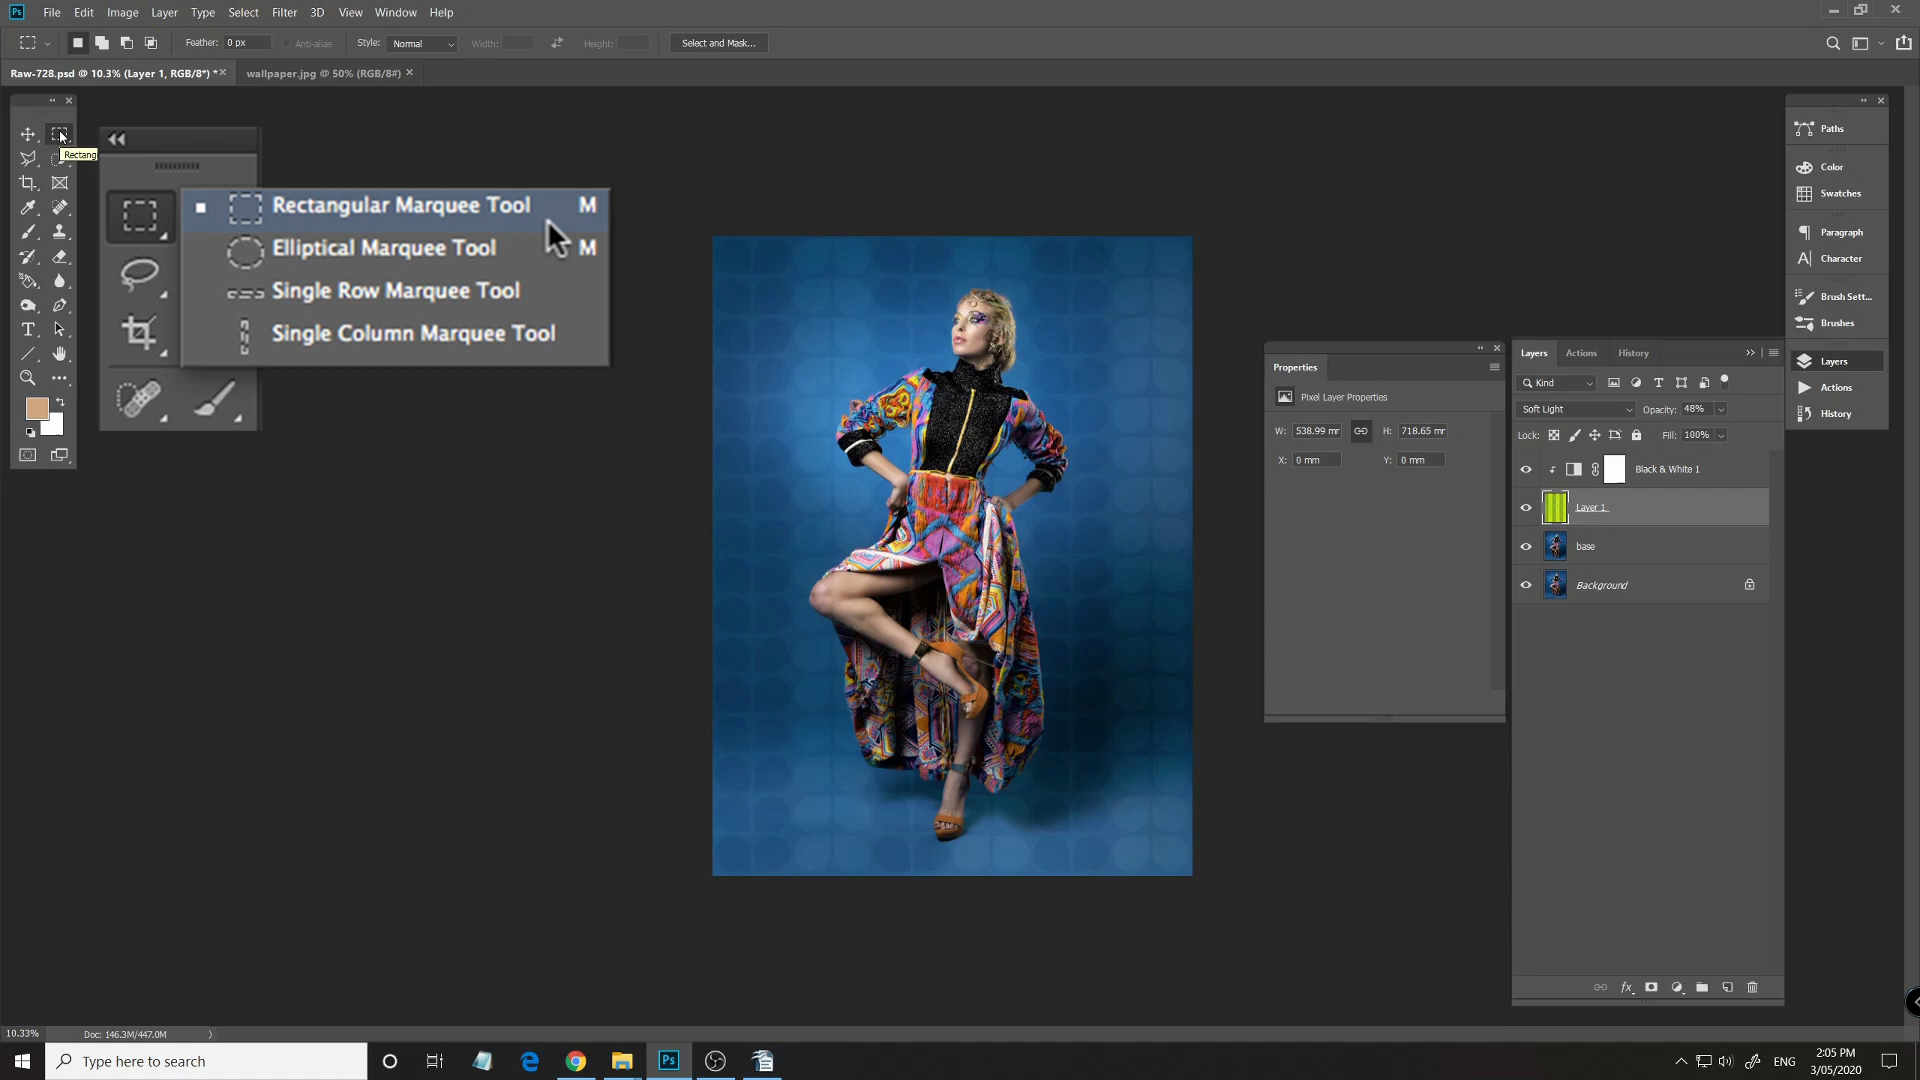 Ps File Edit Image Layer Type Select Filter 3D View Window Help
Feather: 0 px Anti-alias Style: Normal Width: Height: Select and Mask...
Raw-728.psd @ 10.3% (Layer 1, RGB/8*) * × wallpaper.jpg @ 50% (RGB/8#) ×
Rectang
Rectangular Marquee Tool M
Elliptical Marquee Tool M
Single Row Marquee Tool
Single Column Marquee Tool
Paths
Color
Swatches
Paragraph
Character
Brush Sett...
Brushes
Layers
Actions
History
Properties
Pixel Layer Properties
W: 538.99 mr H: 718.65 mr
X: 0 mm Y: 0 mm
Layers Actions History
Kind
Soft Light Opacity: 48%
Lock: Fill: 100%
Black & White 1
Layer 1
base
Background
fx
10.33% Doc: 146.3M/447.0M
Type here to search
Ps
ENG
2:05 PM
3/05/2020